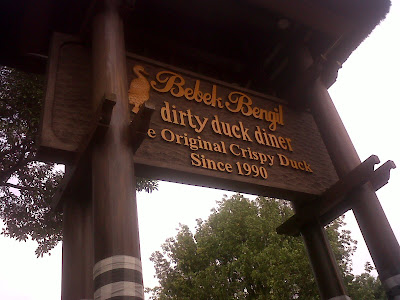 Bebek Bengil
dirty duck diner
e Original Crispy Duck
Since 1990